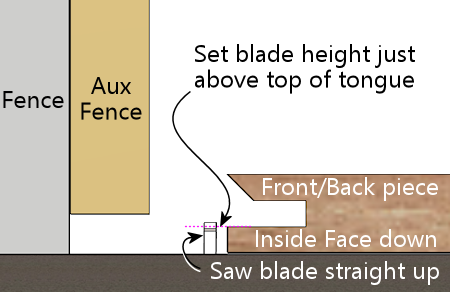 Set blade height just
above top of tongue
Fence
Aux
Fence
Front/Back piece
Inside Face down
Saw blade straight up